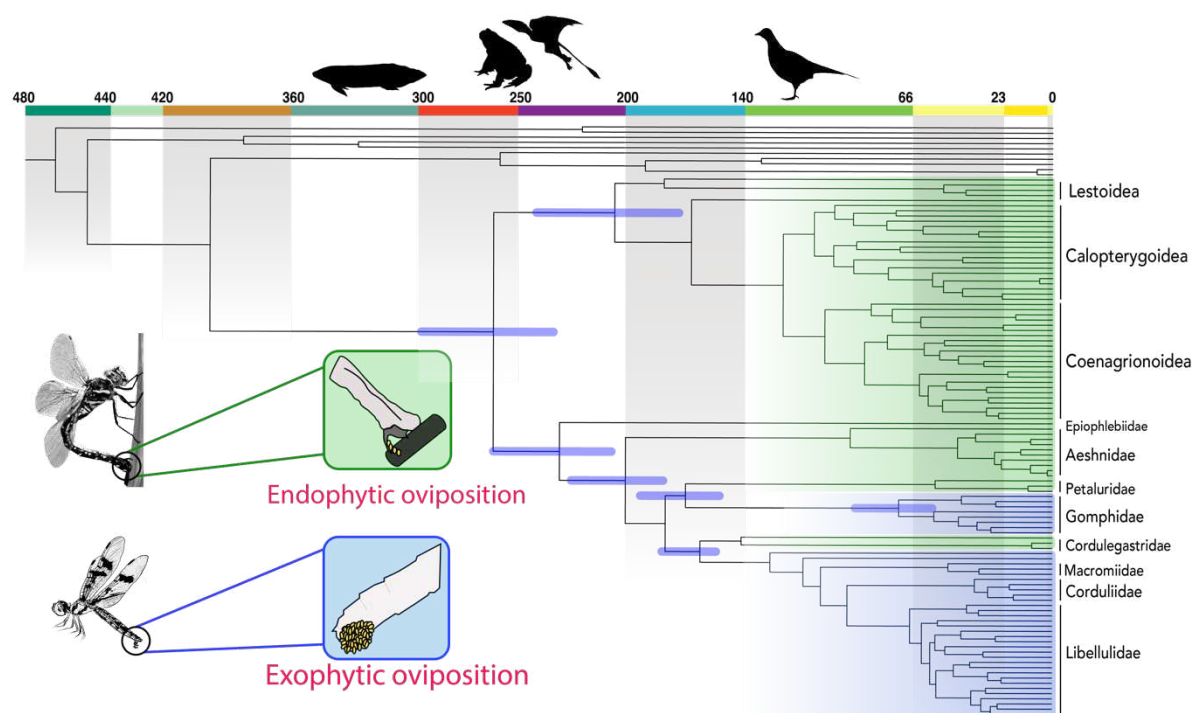 480 440 420 360 300 250 200 140 66 23 0
Lestoidea
Calopterygoidea
Coenagrionoidea
Epiophlebiidae
Aeshnidae
Petaluridae
Gomphidae
Cordulegastridae
Macromiidae
Corduliidae
Libellulidae
Endophytic oviposition
Exophytic oviposition